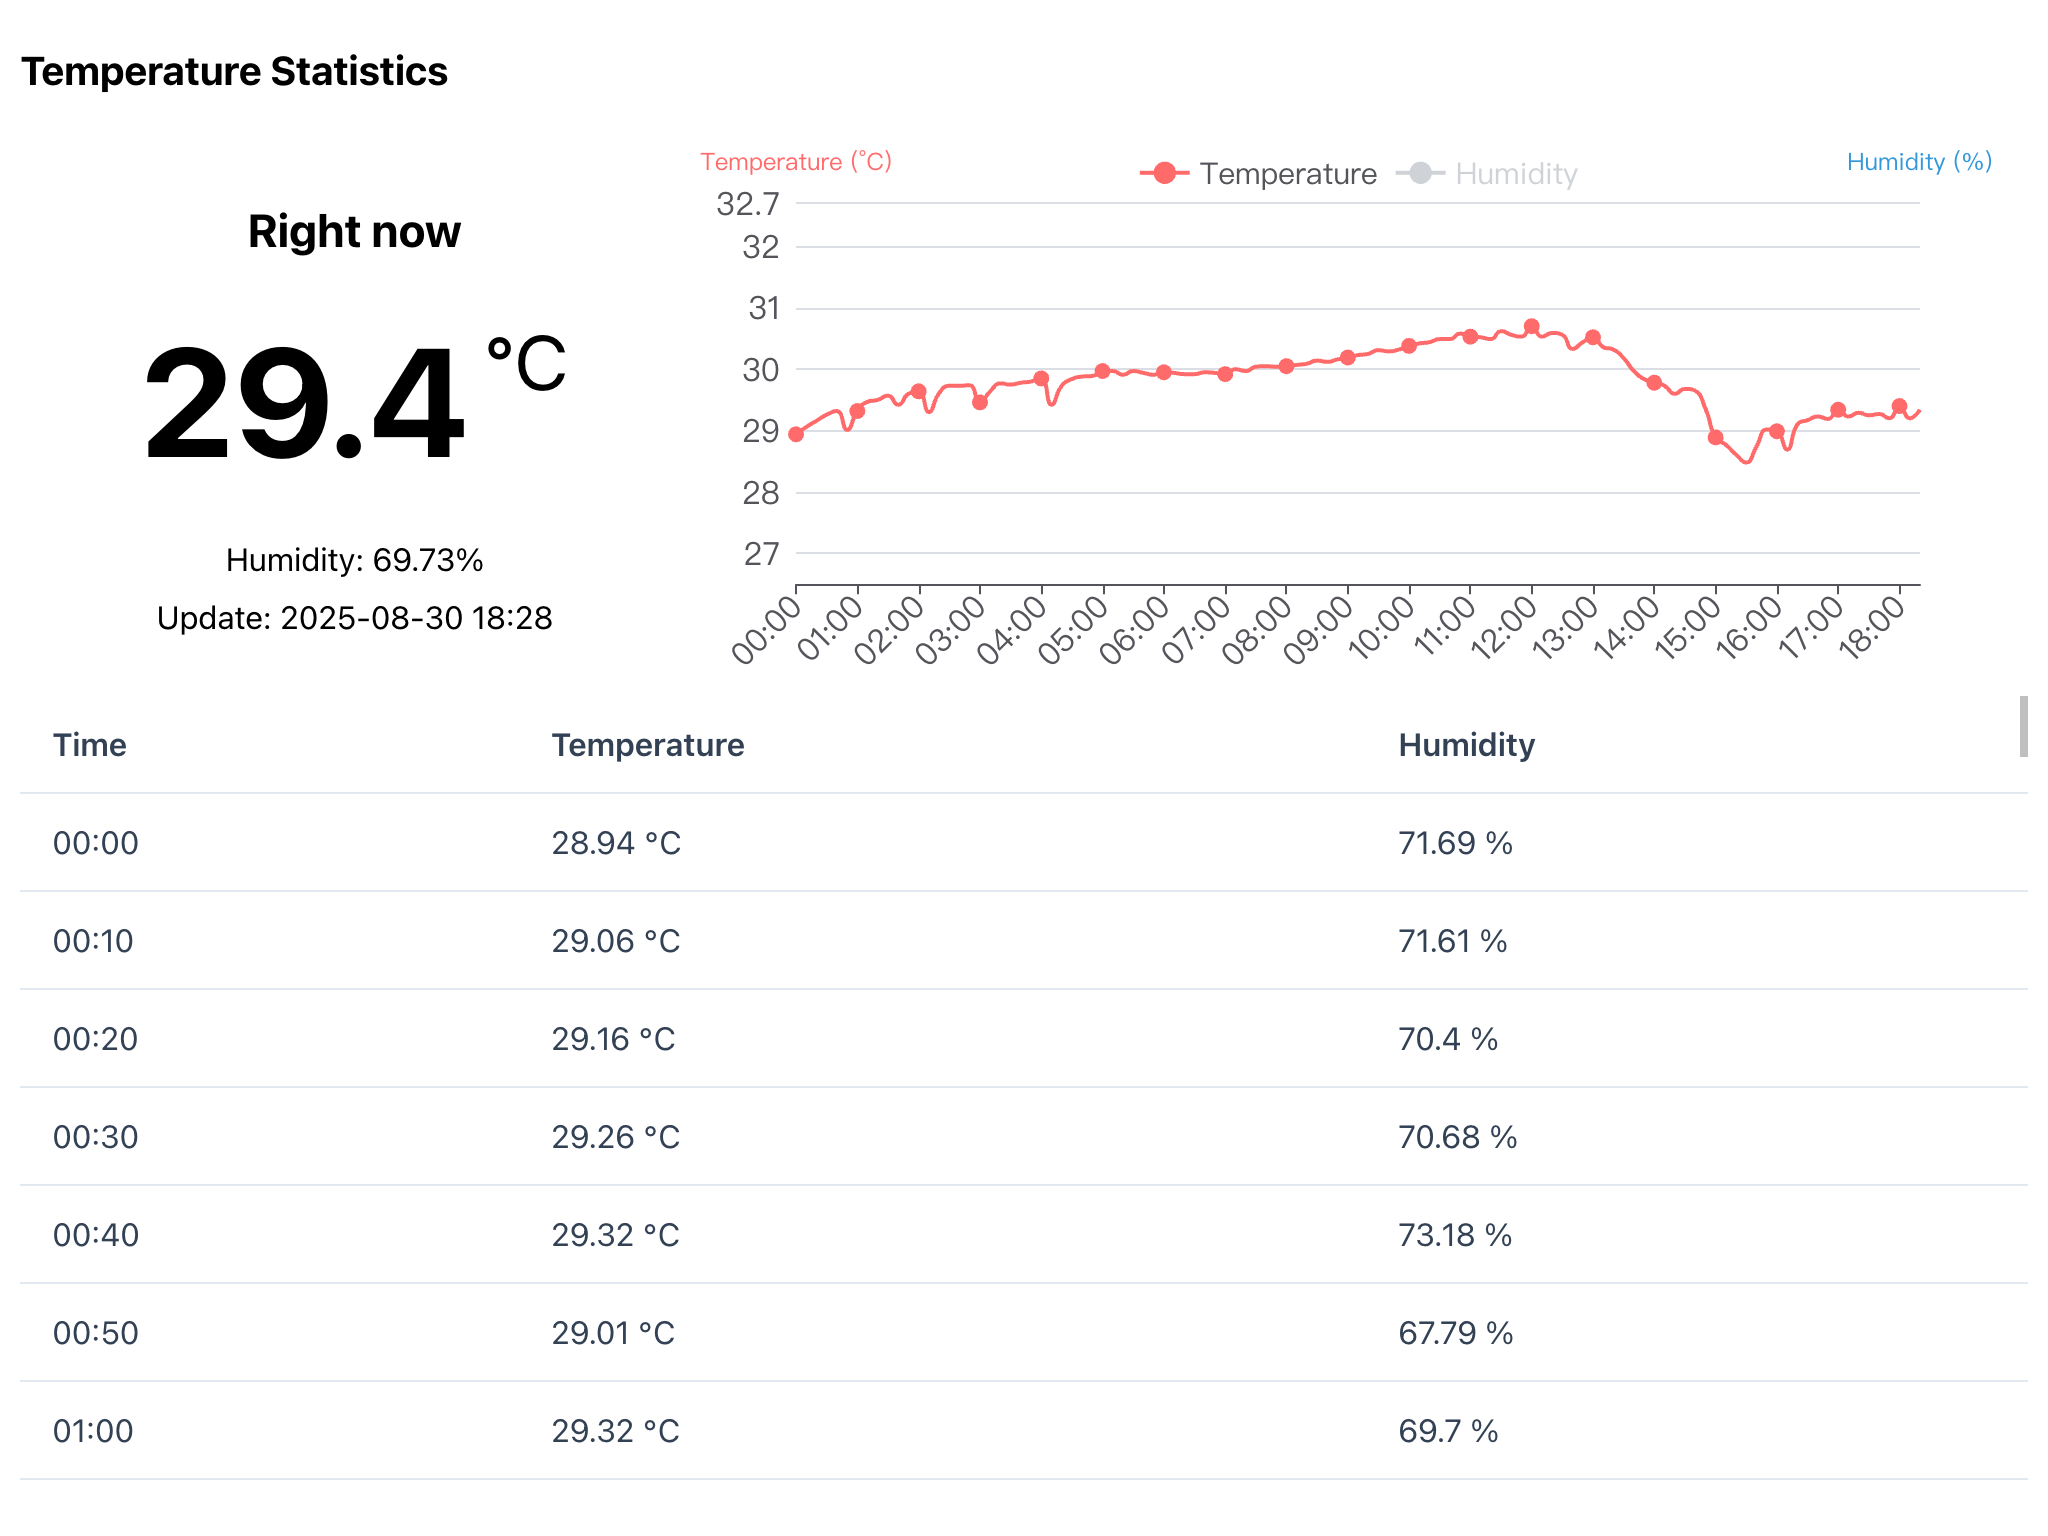 Temperature Statistics
Right now
29.4 °C
Humidity: 69.73%
Update: 2025-08-30 18:28
Temperature (°C)
Temperature Humidity
Humidity (%)
32.7
32
31
30
29
28
27
00:00 01:00 02:00 03:00 04:00 05:00 06:00 07:00 08:00 09:00 10:00 11:00 12:00 13:00 14:00 15:00 16:00 17:00 18:00
Time Temperature Humidity
00:00 28.94 °C 71.69 %
00:10 29.06 °C 71.61 %
00:20 29.16 °C 70.4 %
00:30 29.26 °C 70.68 %
00:40 29.32 °C 73.18 %
00:50 29.01 °C 67.79 %
01:00 29.32 °C 69.7 %